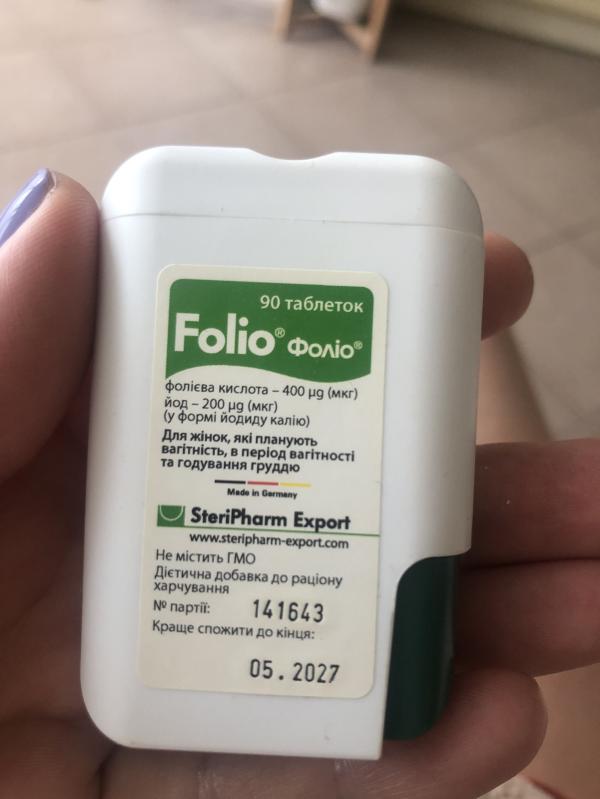 90 таблеток
Folio® Фоліо®
фолієва кислота – 400 µg (мкг)
йод – 200 µg (мкг)
(у формі йодиду калію)
Для жінок, які планують
вагітність, в період вагітності
та годування груддю
Made in Germany
SteriPharm Export
www.steripharm-export.com
Не містить ГМО
Дієтична добавка до раціону
харчування
№ партії: 141643
Краще спожити до кінця:
05.2027